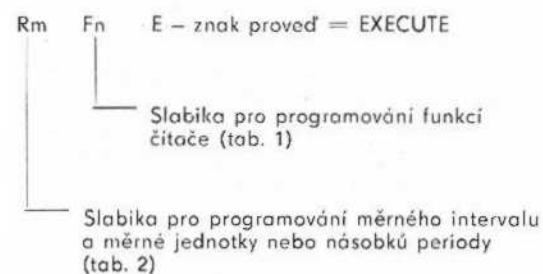 Rm Fn E – znak proveď = EXECUTE
Slabika pro programování funkcí
čítače (tab. 1)
Slabika pro programování měrného intervalu
a měrné jednotky nebo násobků periody
(tab. 2)